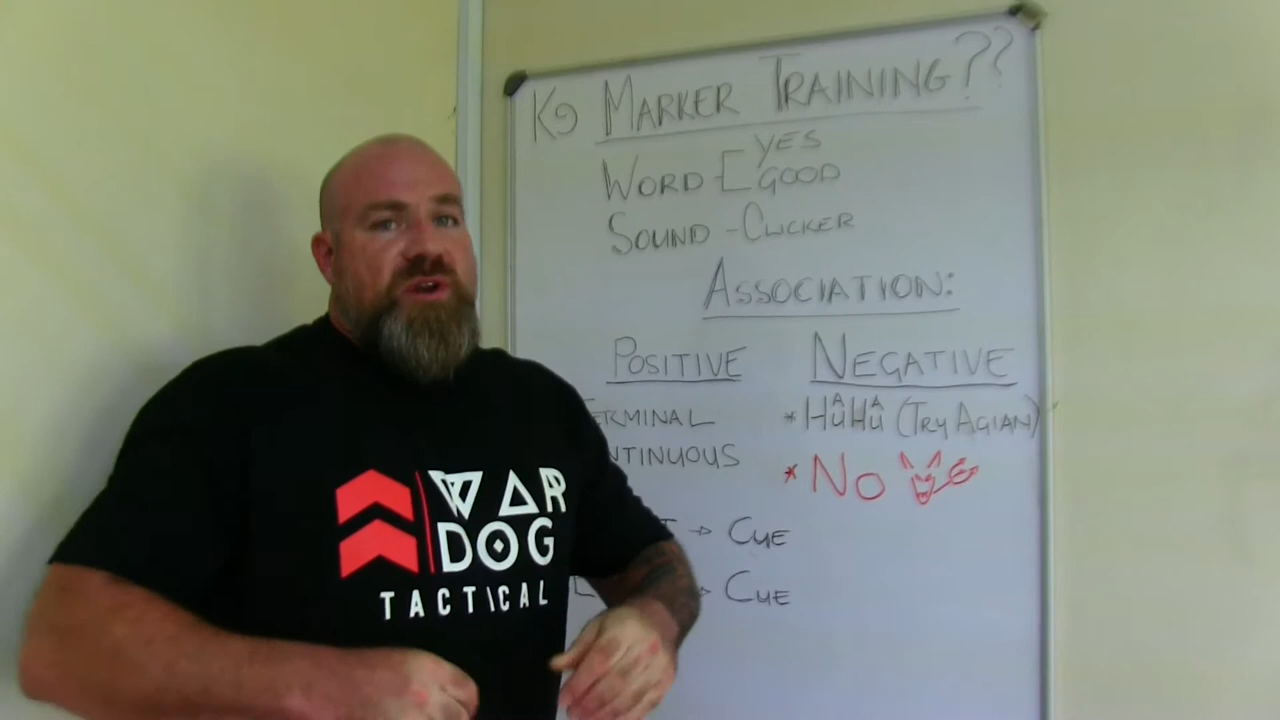 K9 MARKER TRAINING??
WORD - [ YES
GOOD
SOUND - CLICKER
ASSOCIATION:
POSITIVE NEGATIVE
ERMINAL * HUHU (TRY AGIAN)
NTINUOUS * NO
→ CUE
→ CUE
WAR
DOG
TACTICAL